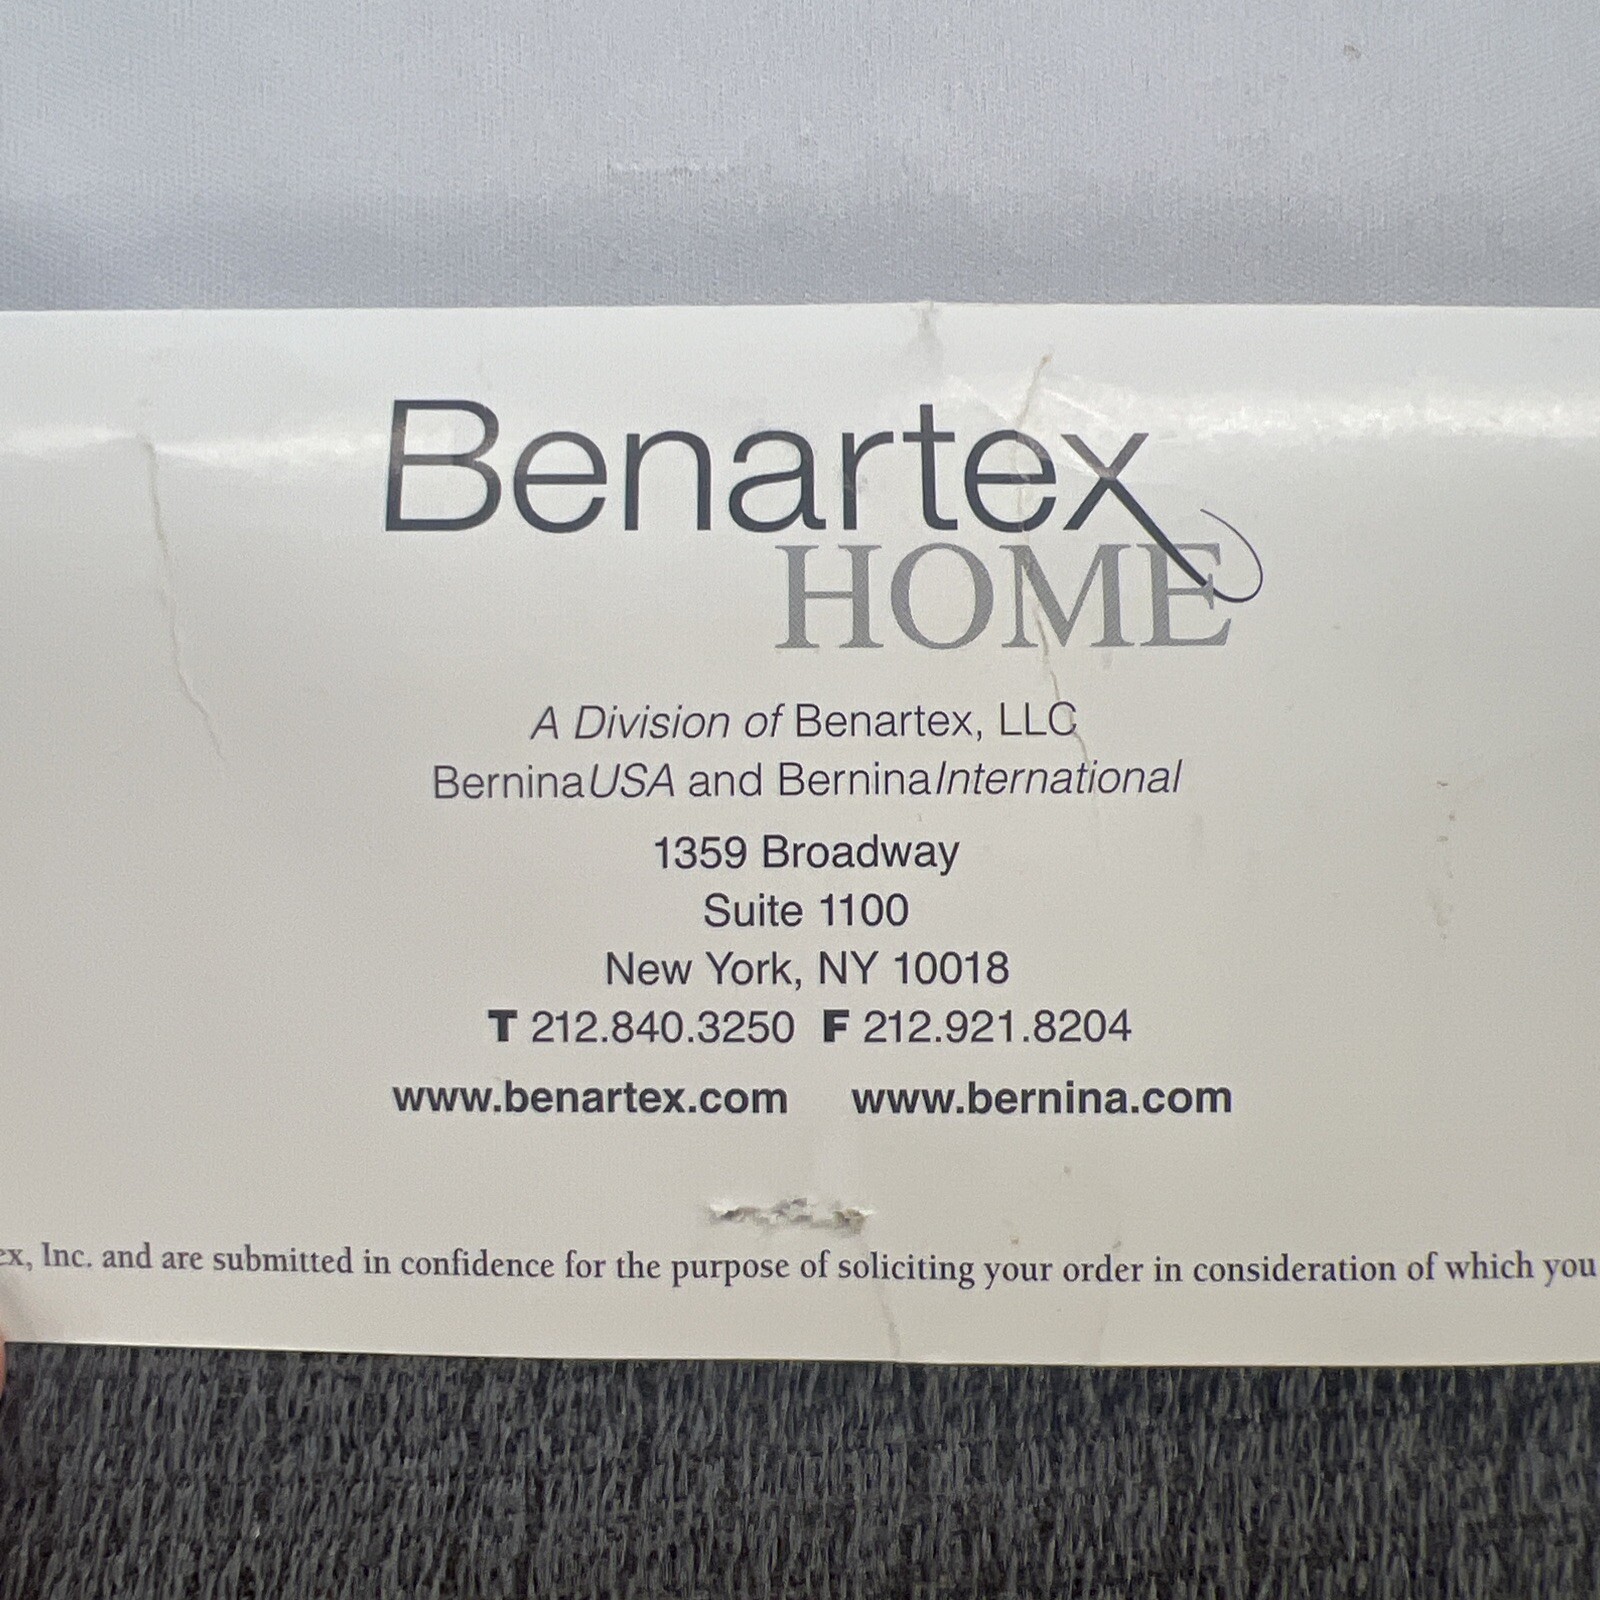 Benartex
HOME
A Division of Benartex, LLC
BerninaUSA and BerninaInternational
1359 Broadway
Suite 1100
New York, NY 10018
T 212.840.3250 F 212.921.8204
www.benartex.com www.bernina.com
ex, Inc. and are submitted in confidence for the purpose of soliciting your order in consideration of which you